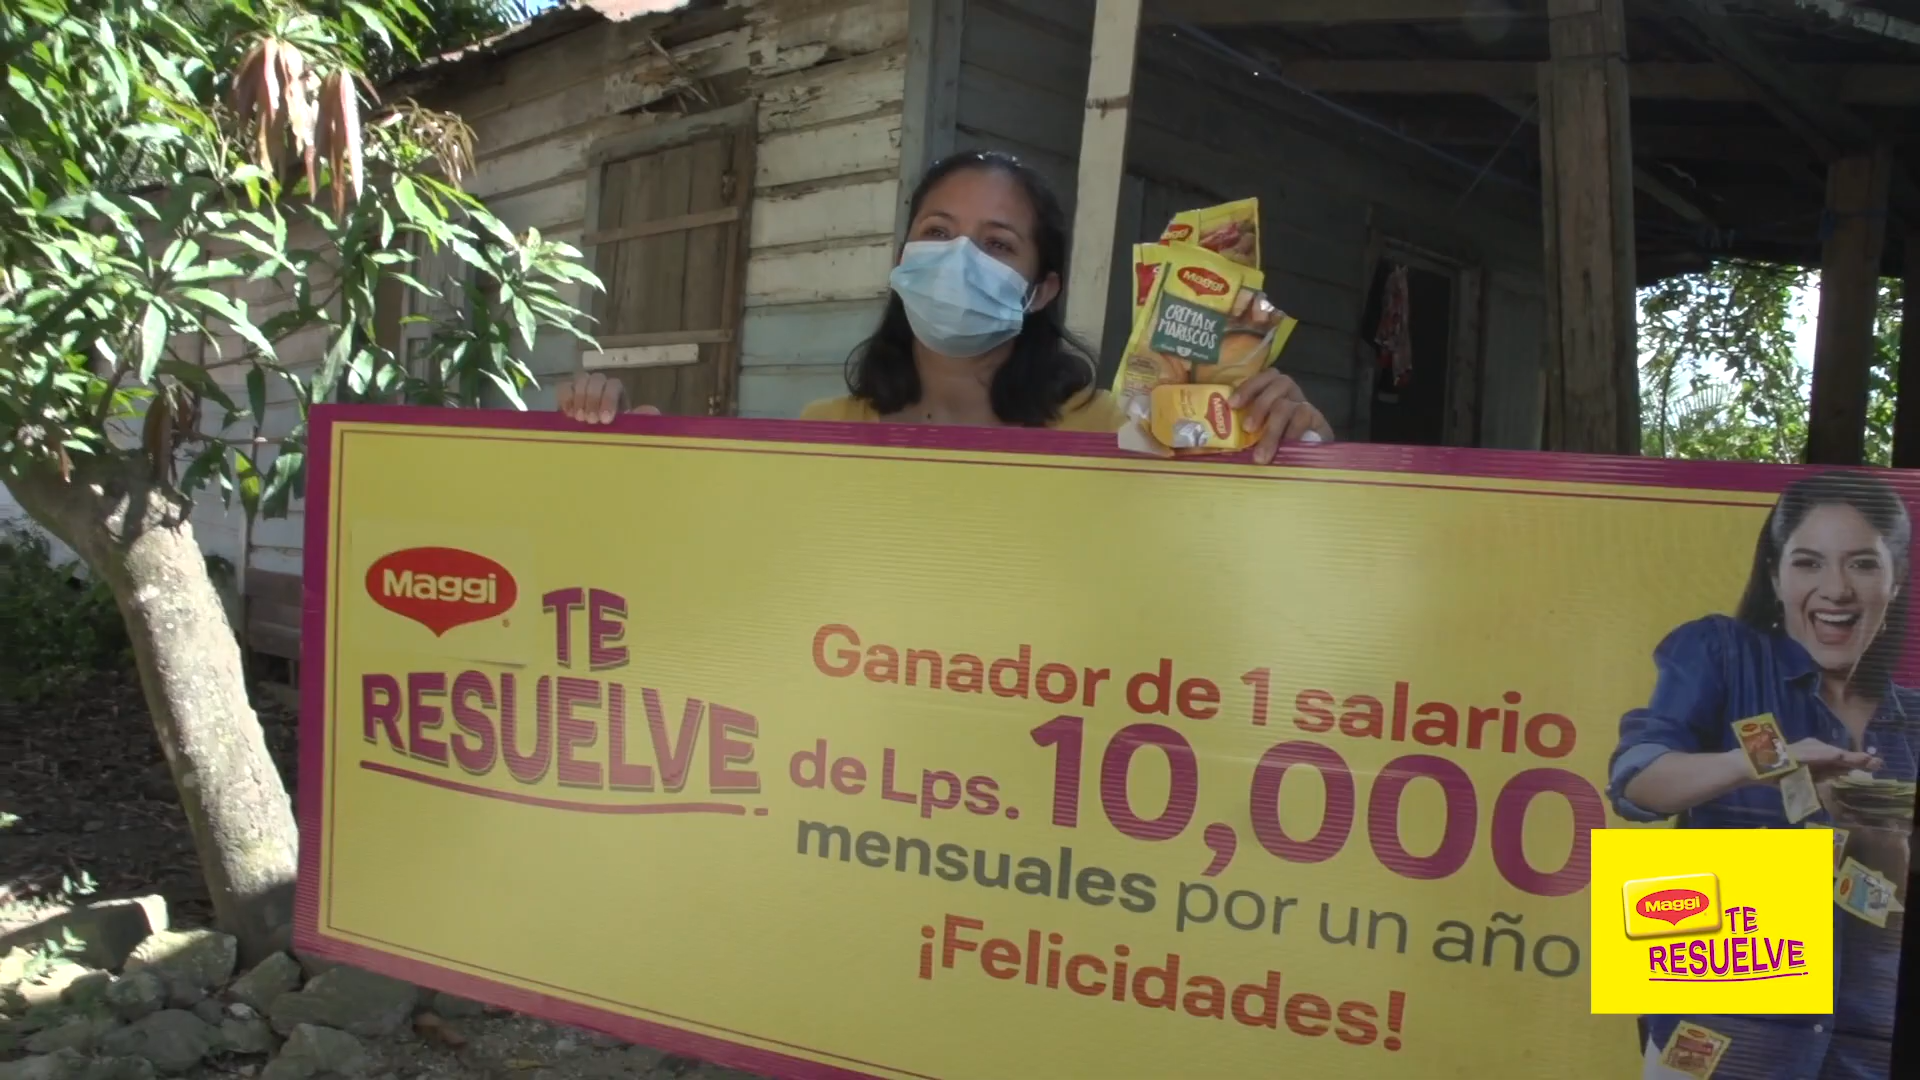 Maggi
CREMA DE
MARISCOS
Maggi
Maggi
TE
RESUELVE
Ganador de 1 salario
de Lps. 10,000
mensuales por un año
¡Felicidades!
Maggi
TE
RESUELVE